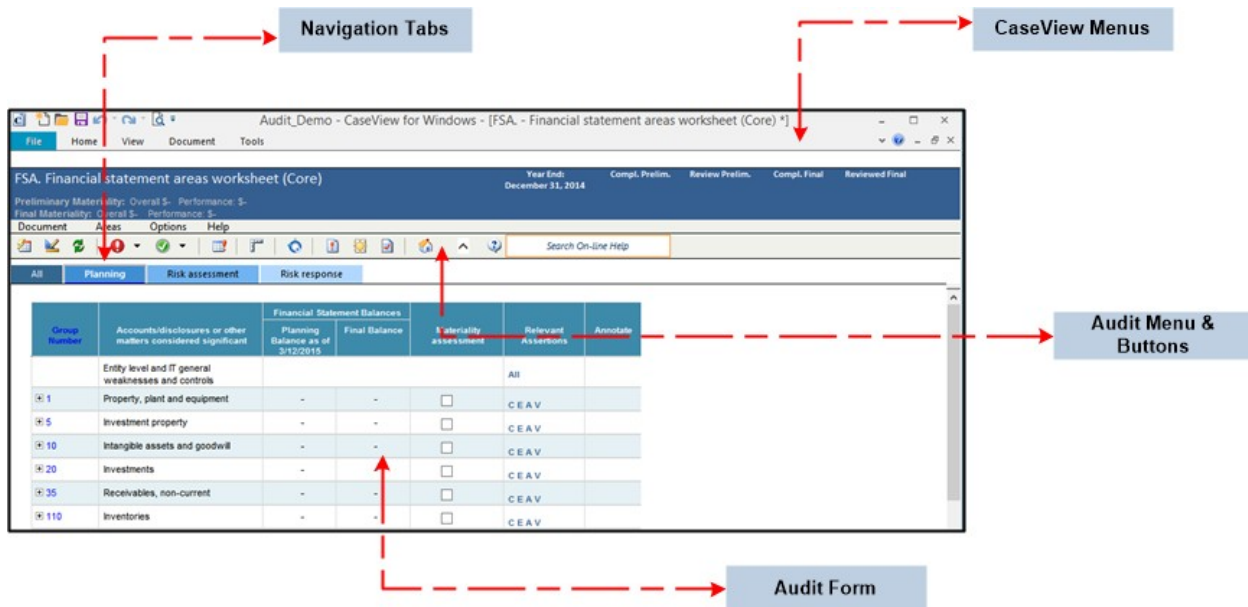 Navigation Tabs
CaseView Menus
Audit_Demo - CaseView for Windows - [FSA. - Financial statement areas worksheet (Core) *]
File Home View Document Tools
FSA. Financial statement areas worksheet (Core)
Year End:
December 31, 2014
Compl. Prelim. Review Prelim. Compl. Final Reviewed Final
Preliminary Materiality: Overall $- Performance: $-
Final Materiality: Overall $- Performance: $-
Document Areas Options Help
Search On-line Help
All Planning Risk assessment Risk response
Financial Statement Balances
Group
Number
Accounts/disclosures or other
matters considered significant
Planning
Balance as of
3/12/2015
Final Balance
Materiality
assessment
Relevant
Assertions
Annotate
Audit Menu &
Buttons
Entity level and IT general
weaknesses and controls
All
1 Property, plant and equipment - - C E A V
5 Investment property - - C E A V
10 Intangible assets and goodwill - - C E A V
20 Investments - - C E A V
35 Receivables, non-current - - C E A V
110 Inventories - - C E A V
Audit Form